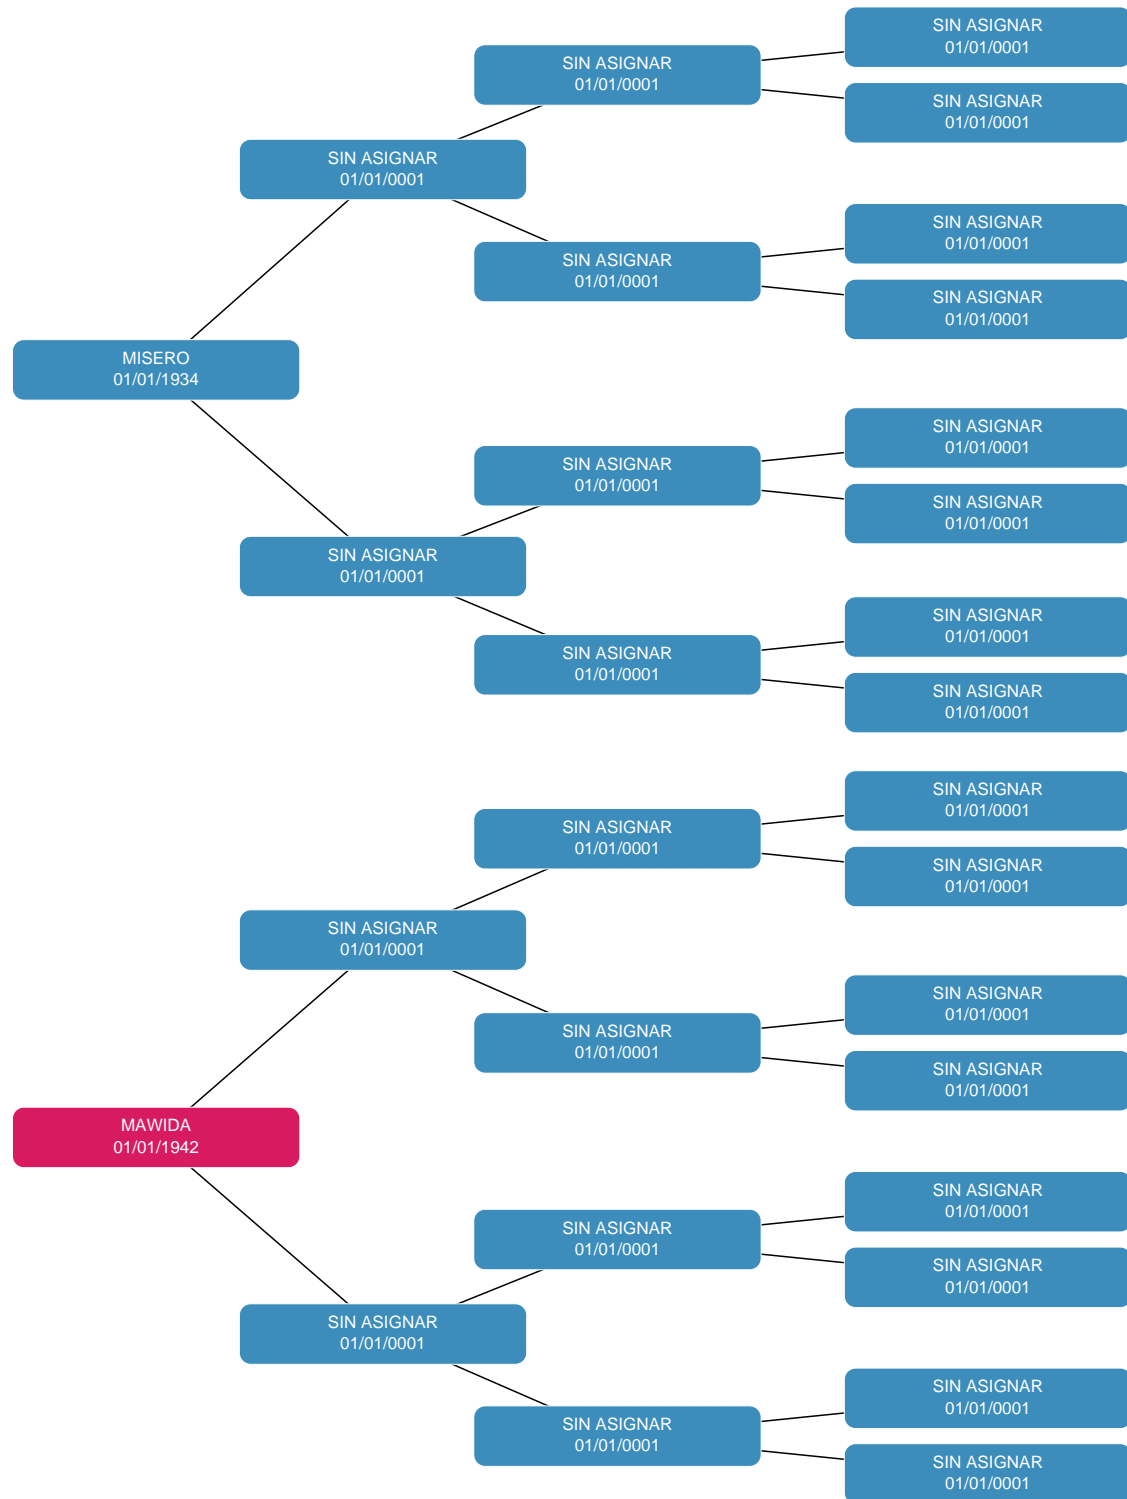 SIN ASIGNAR
01/01/0001
SIN ASIGNAR
01/01/0001
SIN ASIGNAR
01/01/0001
SIN ASIGNAR
01/01/0001
SIN ASIGNAR
01/01/0001
SIN ASIGNAR
01/01/0001
SIN ASIGNAR
01/01/0001
MISERO
01/01/1934
SIN ASIGNAR
01/01/0001
SIN ASIGNAR
01/01/0001
SIN ASIGNAR
01/01/0001
SIN ASIGNAR
01/01/0001
SIN ASIGNAR
01/01/0001
SIN ASIGNAR
01/01/0001
SIN ASIGNAR
01/01/0001
SIN ASIGNAR
01/01/0001
SIN ASIGNAR
01/01/0001
SIN ASIGNAR
01/01/0001
SIN ASIGNAR
01/01/0001
SIN ASIGNAR
01/01/0001
SIN ASIGNAR
01/01/0001
SIN ASIGNAR
01/01/0001
MAWIDA
01/01/1942
SIN ASIGNAR
01/01/0001
SIN ASIGNAR
01/01/0001
SIN ASIGNAR
01/01/0001
SIN ASIGNAR
01/01/0001
SIN ASIGNAR
01/01/0001
SIN ASIGNAR
01/01/0001
SIN ASIGNAR
01/01/0001